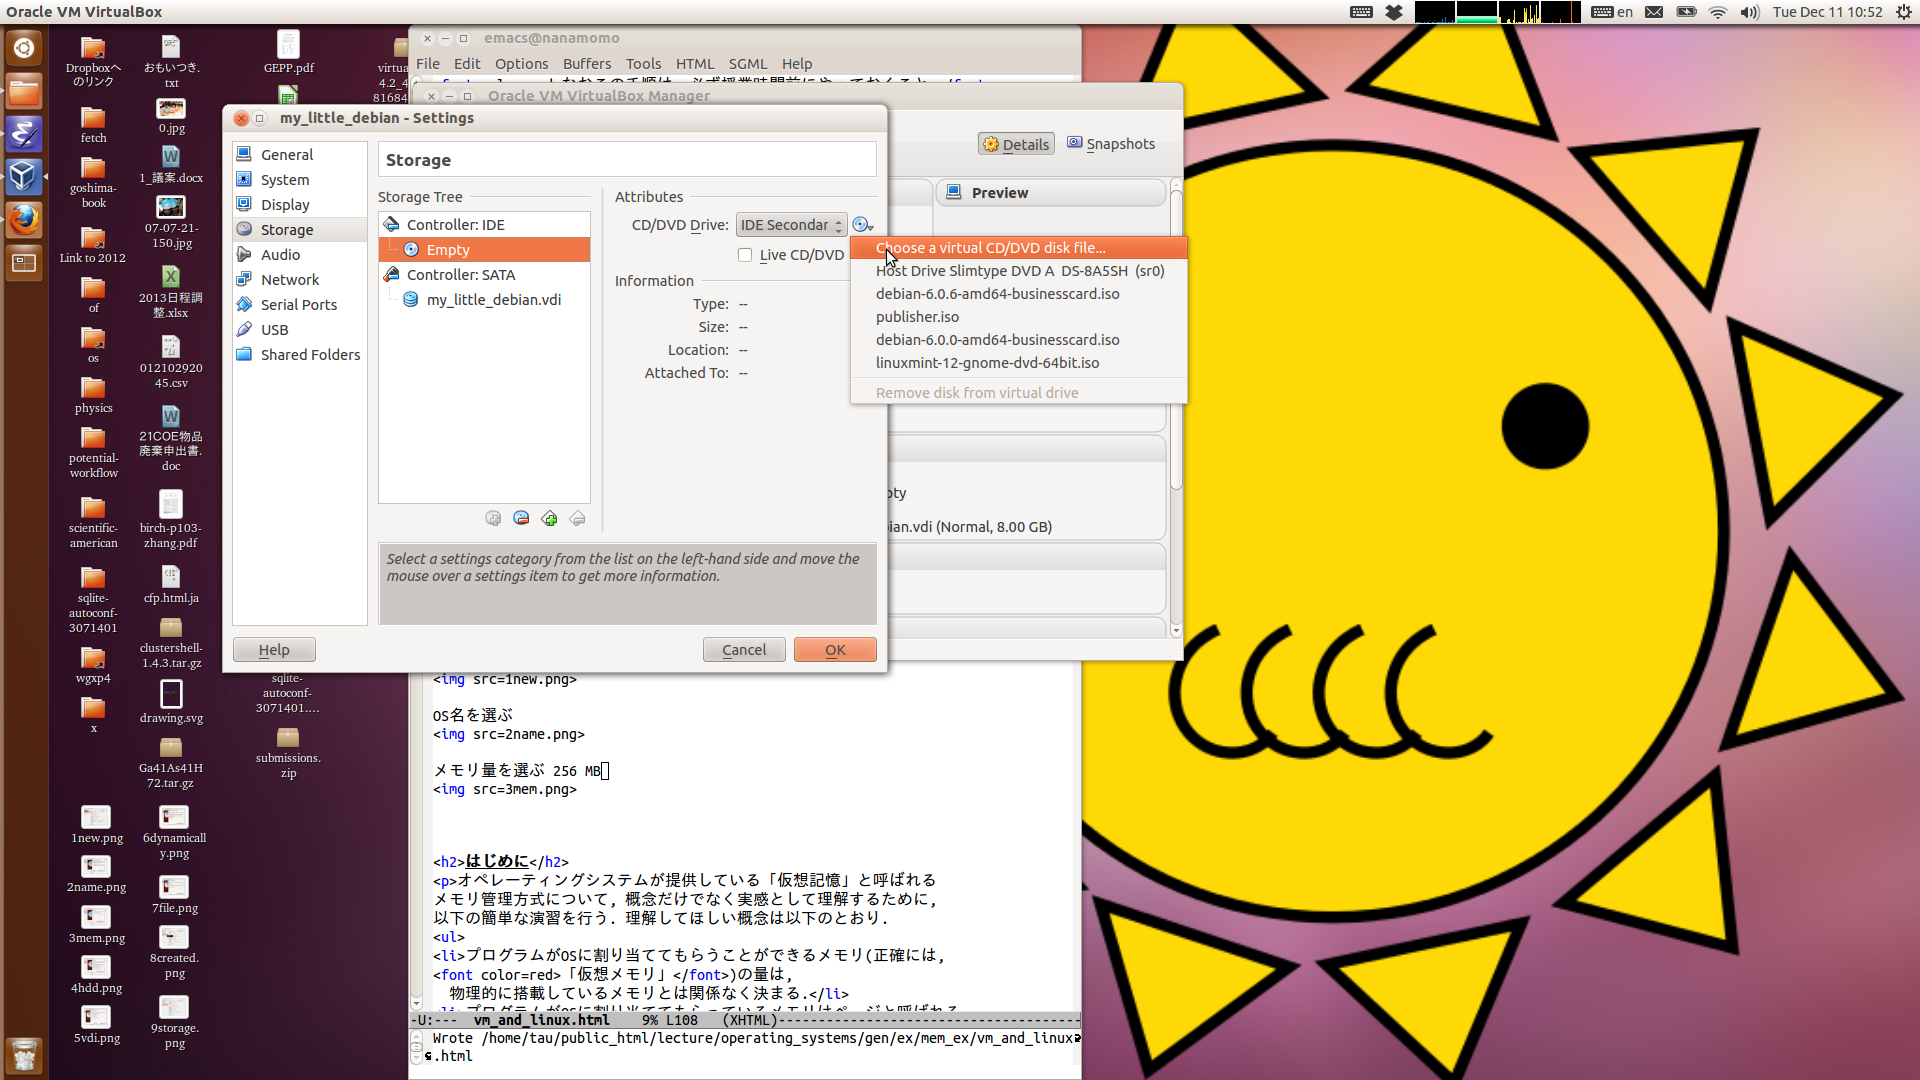 Oracle VM VirtualBox
en
Tue Dec 11 10:52
Dropboxへ
のリンク
fetch
goshima-
book
Link to 2012
of
os
physics
potential-
workflow
scientific-
american
sqlite-
autoconf-
3071401
wgxp4
x
1new.png
2name.png
3mem.png
4hdd.png
5vdi.png
おもいつき.
txt
0.jpg
1_議案.docx
07-07-21-
150.jpg
2013日程調
整.xlsx
012102920
45.csv
21COE物品
廃棄申出書.
doc
birch-p103-
zhang.pdf
cfp.html.ja
clustershell-
1.4.3.tar.gz
drawing.svg
Ga41As41H
72.tar.gz
6dynamicall
y.png
7file.png
8created.
png
9storage.
png
GEPP.pdf
virtua
4.2_4
81684
sqlite-
autoconf-
3071401....
submissions.
zip
emacs@nanamomo
File Edit Options Buffers Tools HTML SGML Help
Oracle VM VirtualBox Manager
Details
Snapshots
Preview
pty
ian.vdi (Normal, 8.00 GB)
my_little_debian - Settings
General
System
Display
Storage
Audio
Network
Serial Ports
USB
Shared Folders
Storage
Storage Tree
Controller: IDE
Empty
Controller: SATA
my_little_debian.vdi
Attributes
CD/DVD Drive: IDE Secondar
Live CD/DVD
Information
Type: --
Size: --
Location: --
Attached To: --
Choose a virtual CD/DVD disk file...
Host Drive Slimtype DVD A DS-8A5SH (sr0)
debian-6.0.6-amd64-businesscard.iso
publisher.iso
debian-6.0.0-amd64-businesscard.iso
linuxmint-12-gnome-dvd-64bit.iso
Remove disk from virtual drive
Select a settings category from the list on the left-hand side and move the
mouse over a settings item to get more information.
Help
Cancel
OK
<img src=1new.png>
OS名を選ぶ
<img src=2name.png>
メモリ量を選ぶ 256 MB
<img src=3mem.png>
<h2>はじめに</h2>
<p>オペレーティングシステムが提供している「仮想記憶」と呼ばれる
メモリ管理方式について, 概念だけでなく実感として理解するために,
以下の簡単な演習を行う. 理解してほしい概念は以下のとおり.
<ul>
<li>プログラムがOSに割り当ててもらうことができるメモリ(正確には,
<font color=red>「仮想メモリ」</font>)の量は,
物理的に搭載しているメモリとは関係なく決まる.</li>
-U:--- vm_and_linux.html 9% L108 (XHTML)
Wrote /home/tau/public_html/lecture/operating_systems/gen/ex/mem_ex/vm_and_linux
.html